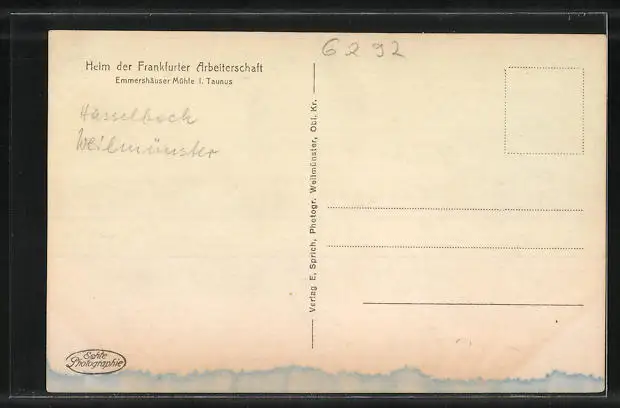 Heim der Frankfurter Arbeiterschaft
Emmershäuser Mühle i. Taunus
Hasselbach
Weilmünster
6292
Verlag E. Sprich, Photogr. Weilmünster, Obl. Kr.
Echte
Photographie